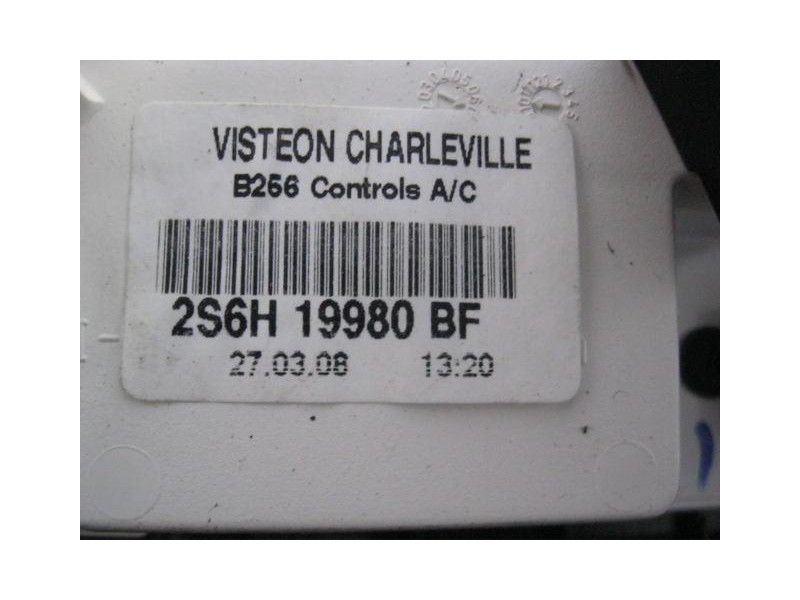 VISTEON CHARLEVILLE
B256 Controls A/C
2S6H 19980 BF
27.03.08 13:20